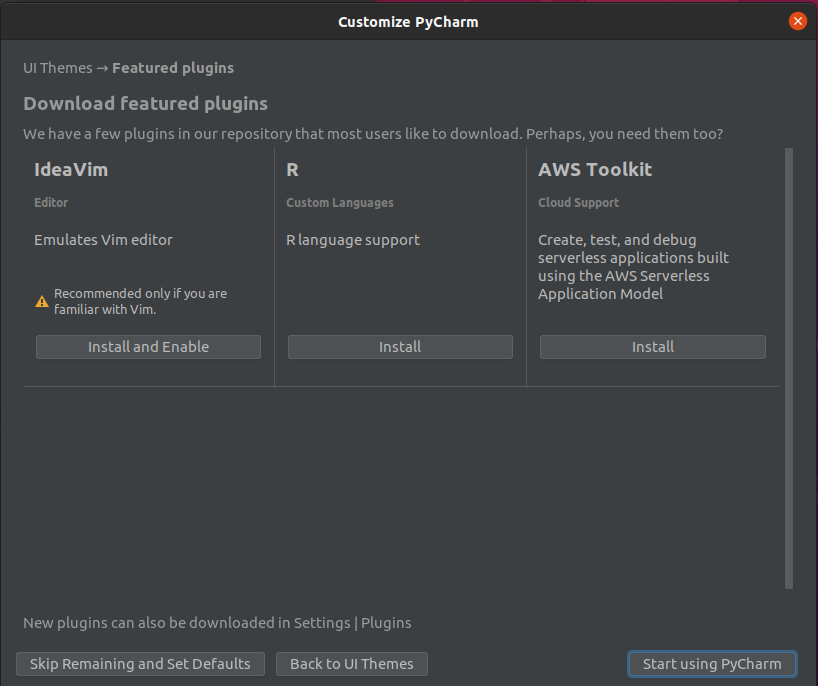 Customize PyCharm
UI Themes → Featured plugins
Download featured plugins
We have a few plugins in our repository that most users like to download. Perhaps, you need them too?
IdeaVim
Editor
Emulates Vim editor
Recommended only if you are
familiar with Vim.
Install and Enable
R
Custom Languages
R language support
Install
AWS Toolkit
Cloud Support
Create, test, and debug
serverless applications built
using the AWS Serverless
Application Model
Install
New plugins can also be downloaded in Settings | Plugins
Skip Remaining and Set Defaults
Back to UI Themes
Start using PyCharm